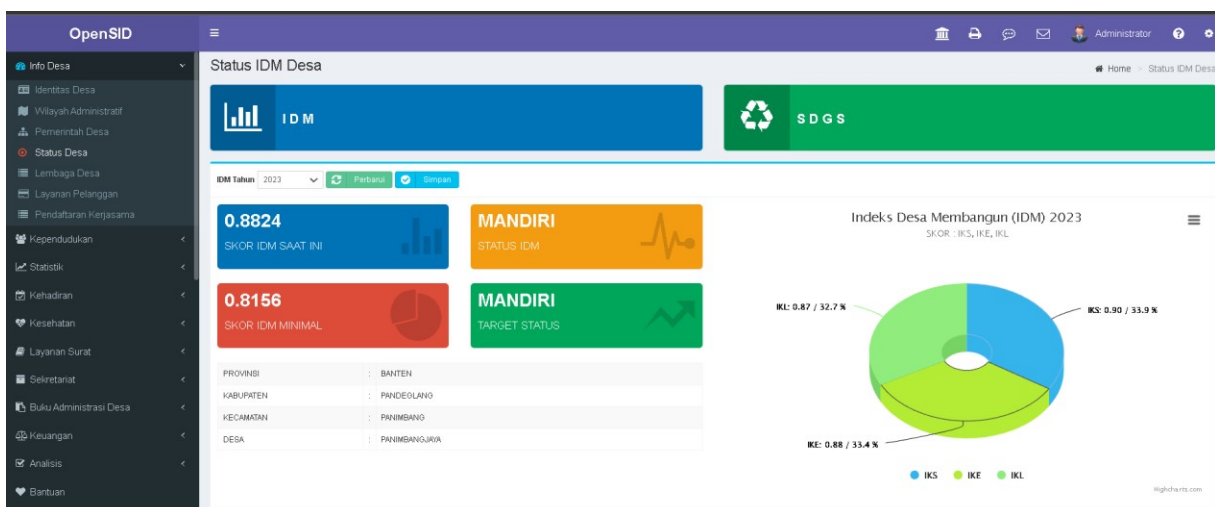 OpenSID
Administrator
Info Desa
Identitas Desa
Wilayah Administratif
Pemerintah Desa
Status Desa
Lembaga Desa
Layanan Pelanggan
Pendaftaran Kerjasama
Kependudukan
Statistik
Kehadiran
Kesehatan
Layanan Surat
Sekretariat
Buku Administrasi Desa
Keuangan
Analisis
Bantuan
Status IDM Desa
Home > Status IDM Desa
IDM
SDGS
IDM Tahun 2023 Perbarui Simpan
0.8824
SKOR IDM SAAT INI
MANDIRI
STATUS IDM
0.8156
SKOR IDM MINIMAL
MANDIRI
TARGET STATUS
PROVINSI : BANTEN
KABUPATEN : PANDEGLANG
KECAMATAN : PANIMBANG
DESA : PANIMBANGJAYA
Indeks Desa Membangun (IDM) 2023
SKOR : IKS, IKE, IKL
IKL: 0.87 / 32.7 %
IKS: 0.90 / 33.9 %
IKE: 0.88 / 33.4 %
IKS IKE IKL
Highcharts.com